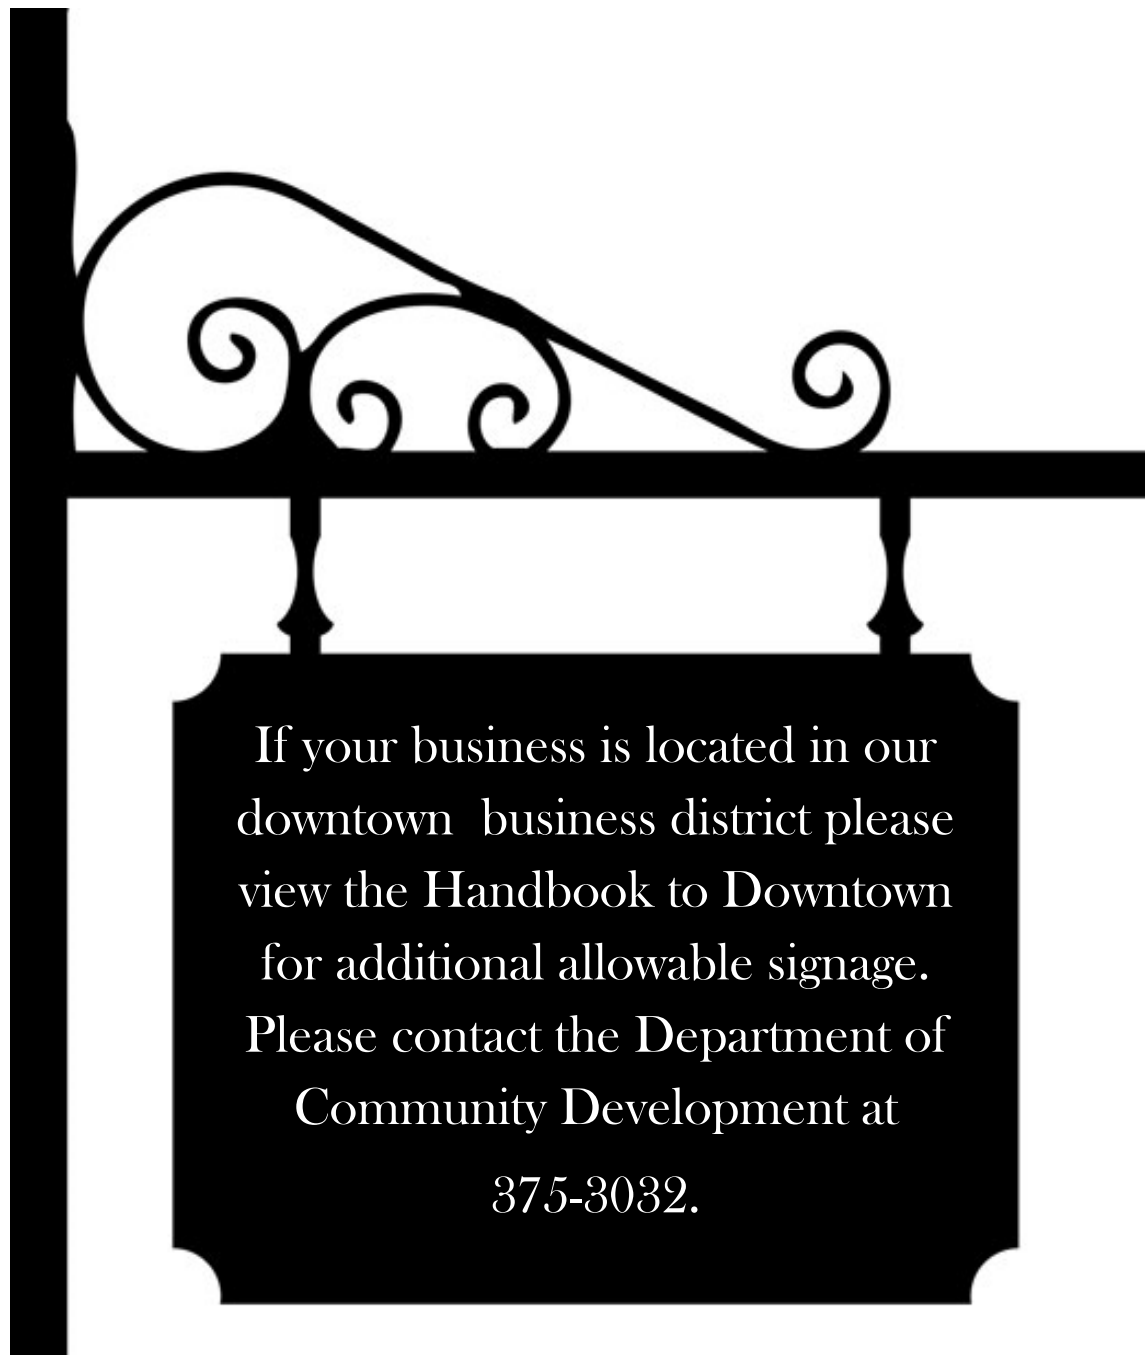 If your business is located in our
downtown  business district please
view the Handbook to Downtown
for additional allowable signage.
Please contact the Department of
Community Development at
375-3032.